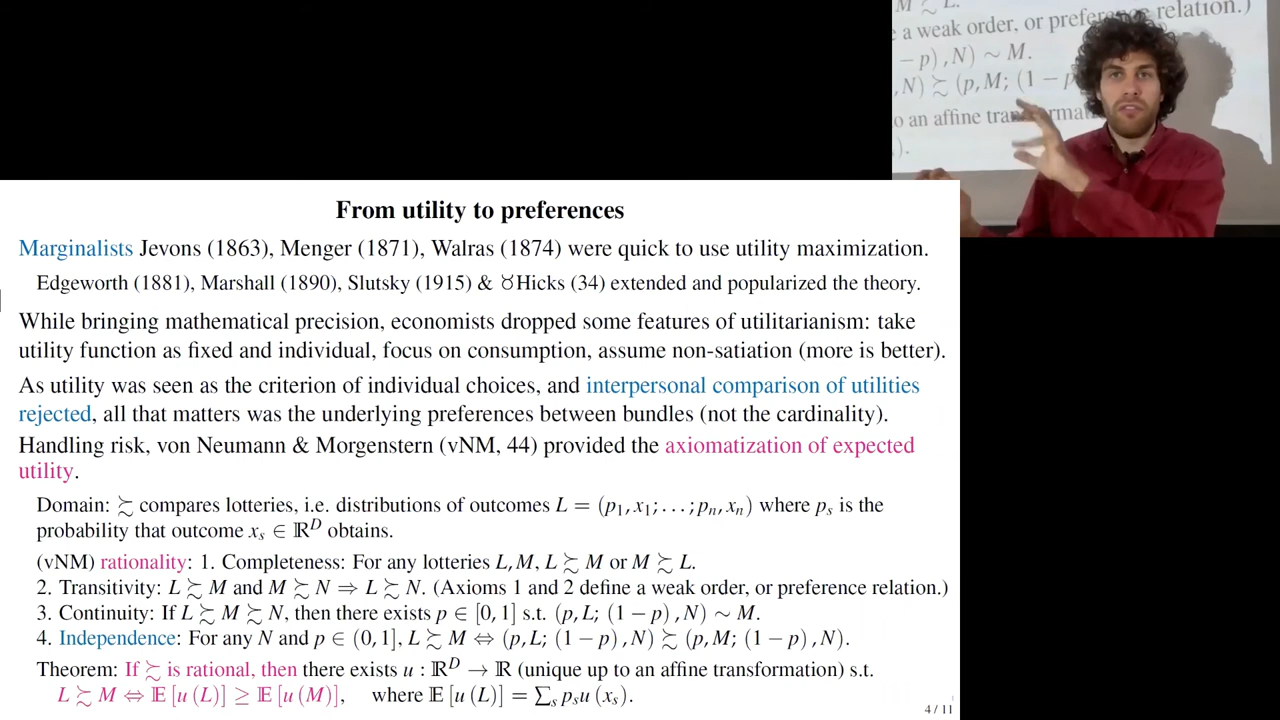 M ≿ L.
a weak order, or preference relation.)
– p), N) ∼ M.
, N) ≿ (p, M; (1 − p
o an affine transformat
).
From utility to preferences
Marginalists Jevons (1863), Menger (1871), Walras (1874) were quick to use utility maximization.
Edgeworth (1881), Marshall (1890), Slutsky (1915) & ♉Hicks (34) extended and popularized the theory.
While bringing mathematical precision, economists dropped some features of utilitarianism: take
utility function as fixed and individual, focus on consumption, assume non-satiation (more is better).
As utility was seen as the criterion of individual choices, and interpersonal comparison of utilities
rejected, all that matters was the underlying preferences between bundles (not the cardinality).
Handling risk, von Neumann & Morgenstern (vNM, 44) provided the axiomatization of expected
utility.
Domain: ≿ compares lotteries, i.e. distributions of outcomes L = (p₁, x₁; …; pₙ, xₙ) where pₛ is the
probability that outcome xₛ ∈ ℝᴰ obtains.
(vNM) rationality: 1. Completeness: For any lotteries L, M, L ≿ M or M ≿ L.
2. Transitivity: L ≿ M and M ≿ N ⇒ L ≿ N. (Axioms 1 and 2 define a weak order, or preference relation.)
3. Continuity: If L ≿ M ≿ N, then there exists p ∈ [0, 1] s.t. (p, L; (1 − p), N) ∼ M.
4. Independence: For any N and p ∈ (0, 1], L ≿ M ⇔ (p, L; (1 − p), N) ≿ (p, M; (1 − p), N).
Theorem: If ≿ is rational, then there exists u : ℝᴰ → ℝ (unique up to an affine transformation) s.t.
L ≿ M ⇔ 𝔼[u(L)] ≥ 𝔼[u(M)], where 𝔼[u(L)] = ∑ₛ pₛu(xₛ).
4 / 11